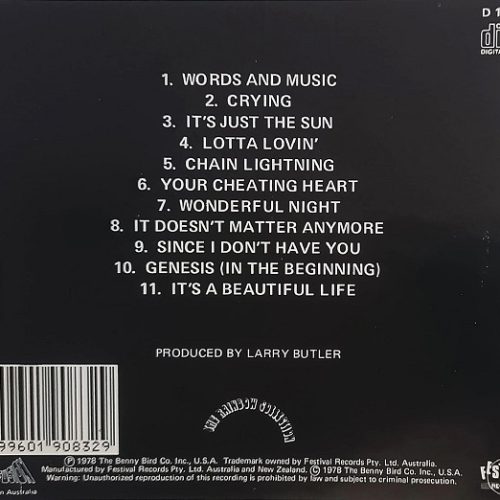 D 1
DIGITAL
1. WORDS AND MUSIC
2. CRYING
3. IT'S JUST THE SUN
4. LOTTA LOVIN'
5. CHAIN LIGHTNING
6. YOUR CHEATING HEART
7. WONDERFUL NIGHT
8. IT DOESN'T MATTER ANYMORE
9. SINCE I DON'T HAVE YOU
10. GENESIS (IN THE BEGINNING)
11. IT'S A BEAUTIFUL LIFE
PRODUCED BY LARRY BUTLER
THE RAINBOW COLLECTION
99601 908329
Ⓟ 1978 The Benny Bird Co. Inc., U.S.A. Trademark owned by Festival Records Pty. Ltd. Australia.
Manufactured by Festival Records Pty. Ltd. Australia and New Zealand. © 1978 The Benny Bird Co. Inc., U.S.A.
Warning: Unauthorized reproduction of this recording is prohibited by law and subject to criminal prosecution.
n Australia